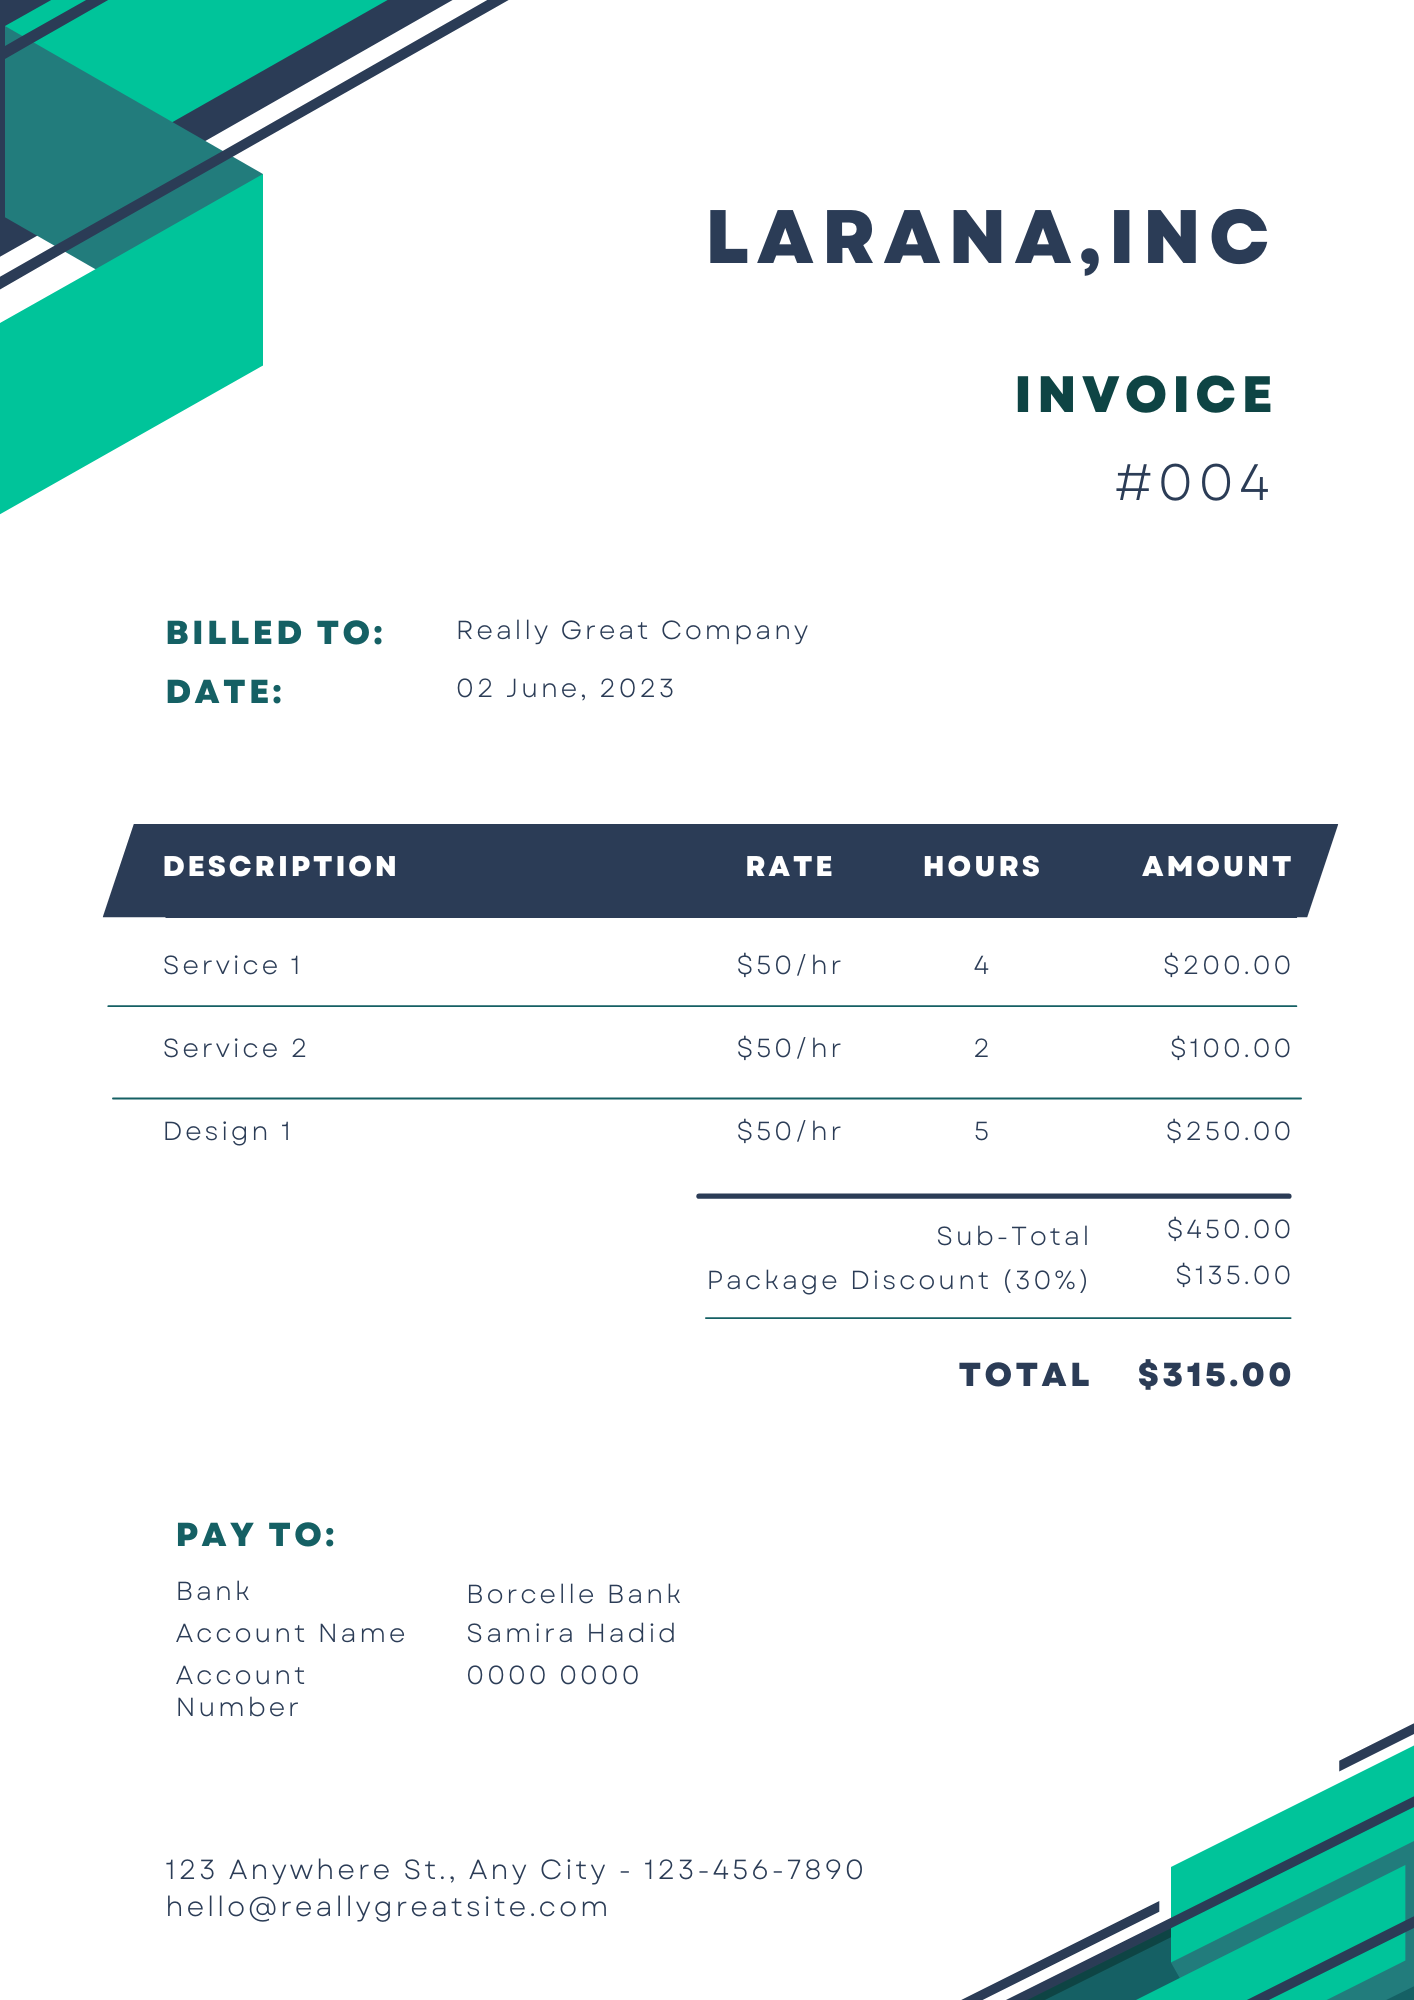 LARANA,INC
INVOICE
#004
BILLED TO: Really Great Company
DATE: 02 June, 2023
DESCRIPTION RATE HOURS AMOUNT
Service 1 $50/hr 4 $200.00
Service 2 $50/hr 2 $100.00
Design 1 $50/hr 5 $250.00
Sub-Total $450.00
Package Discount (30%) $135.00
TOTAL $315.00
PAY TO:
Bank Borcelle Bank
Account Name Samira Hadid
Account 0000 0000
Number
123 Anywhere St., Any City - 123-456-7890
hello@reallygreatsite.com